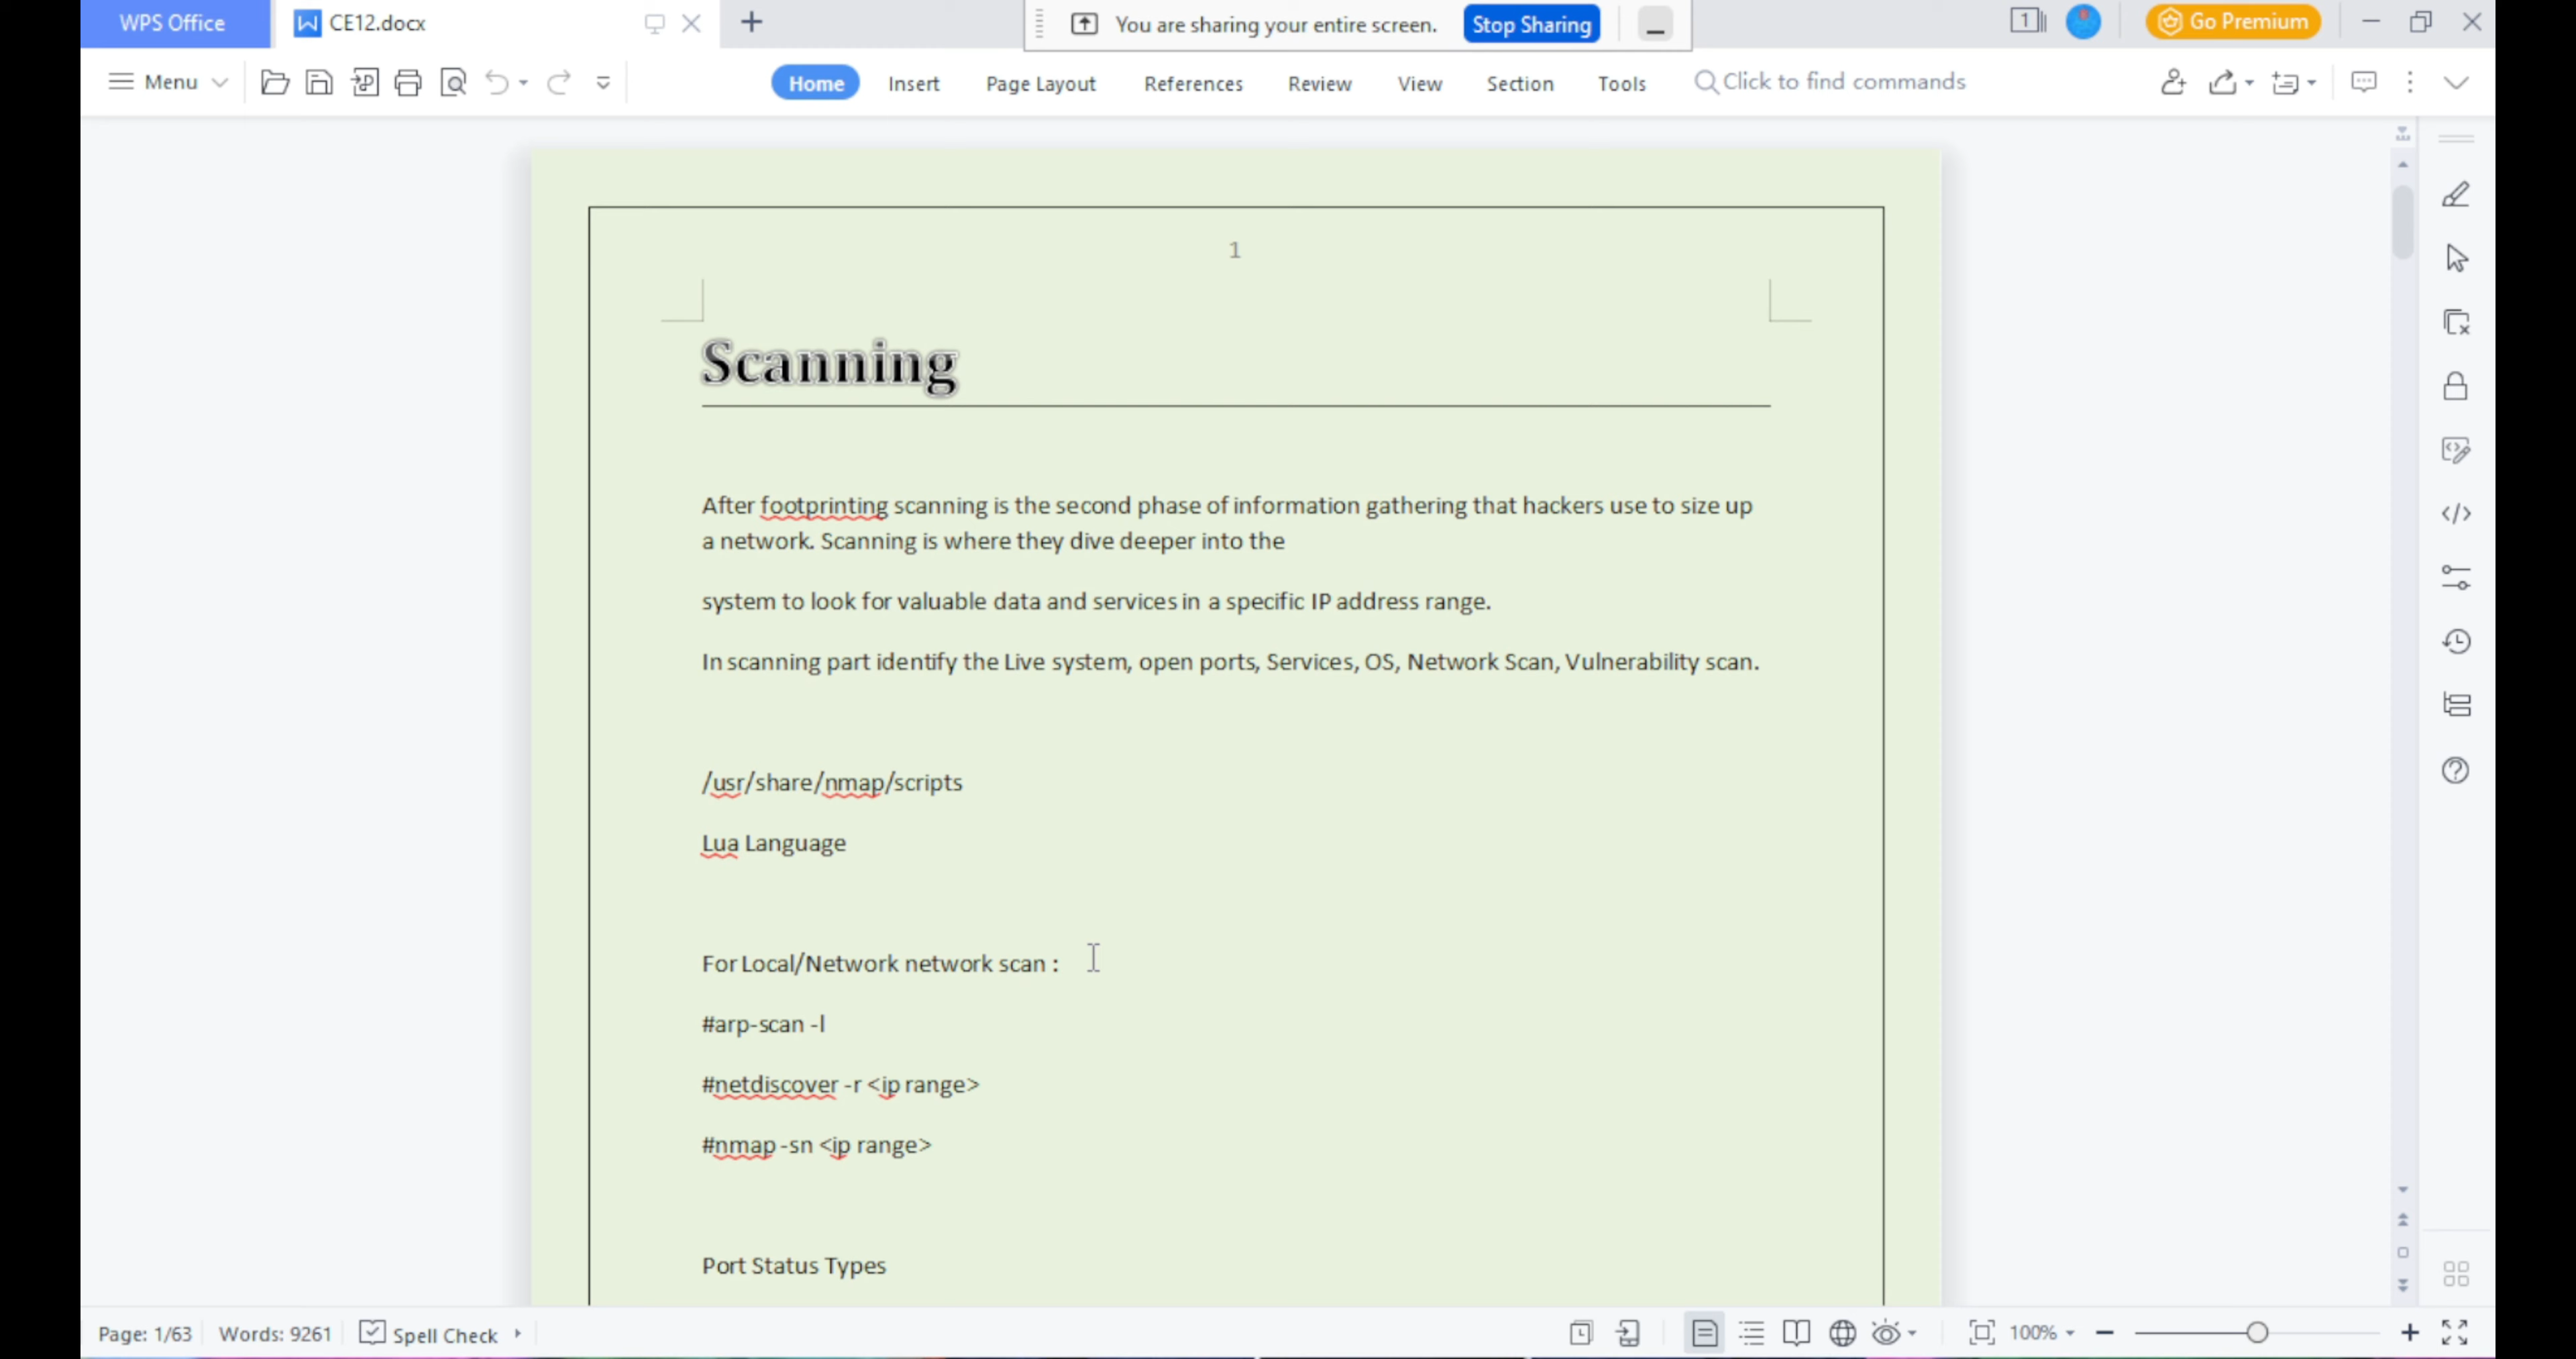 WPS Office
CE12.docx
You are sharing your entire screen.
Stop Sharing
1
Go Premium
Menu
Home
Insert
Page Layout
References
Review
View
Section
Tools
Click to find commands
1
Scanning
After footprinting scanning is the second phase of information gathering that hackers use to size up
a network. Scanning is where they dive deeper into the
system to look for valuable data and services in a specific IP address range.
In scanning part identify the Live system, open ports, Services, OS, Network Scan, Vulnerability scan.
/usr/share/nmap/scripts
Lua Language
For Local/Network network scan :
#arp-scan -l
#netdiscover -r <ip range>
#nmap -sn <ip range>
Port Status Types
Page: 1/63
Words: 9261
Spell Check
100%